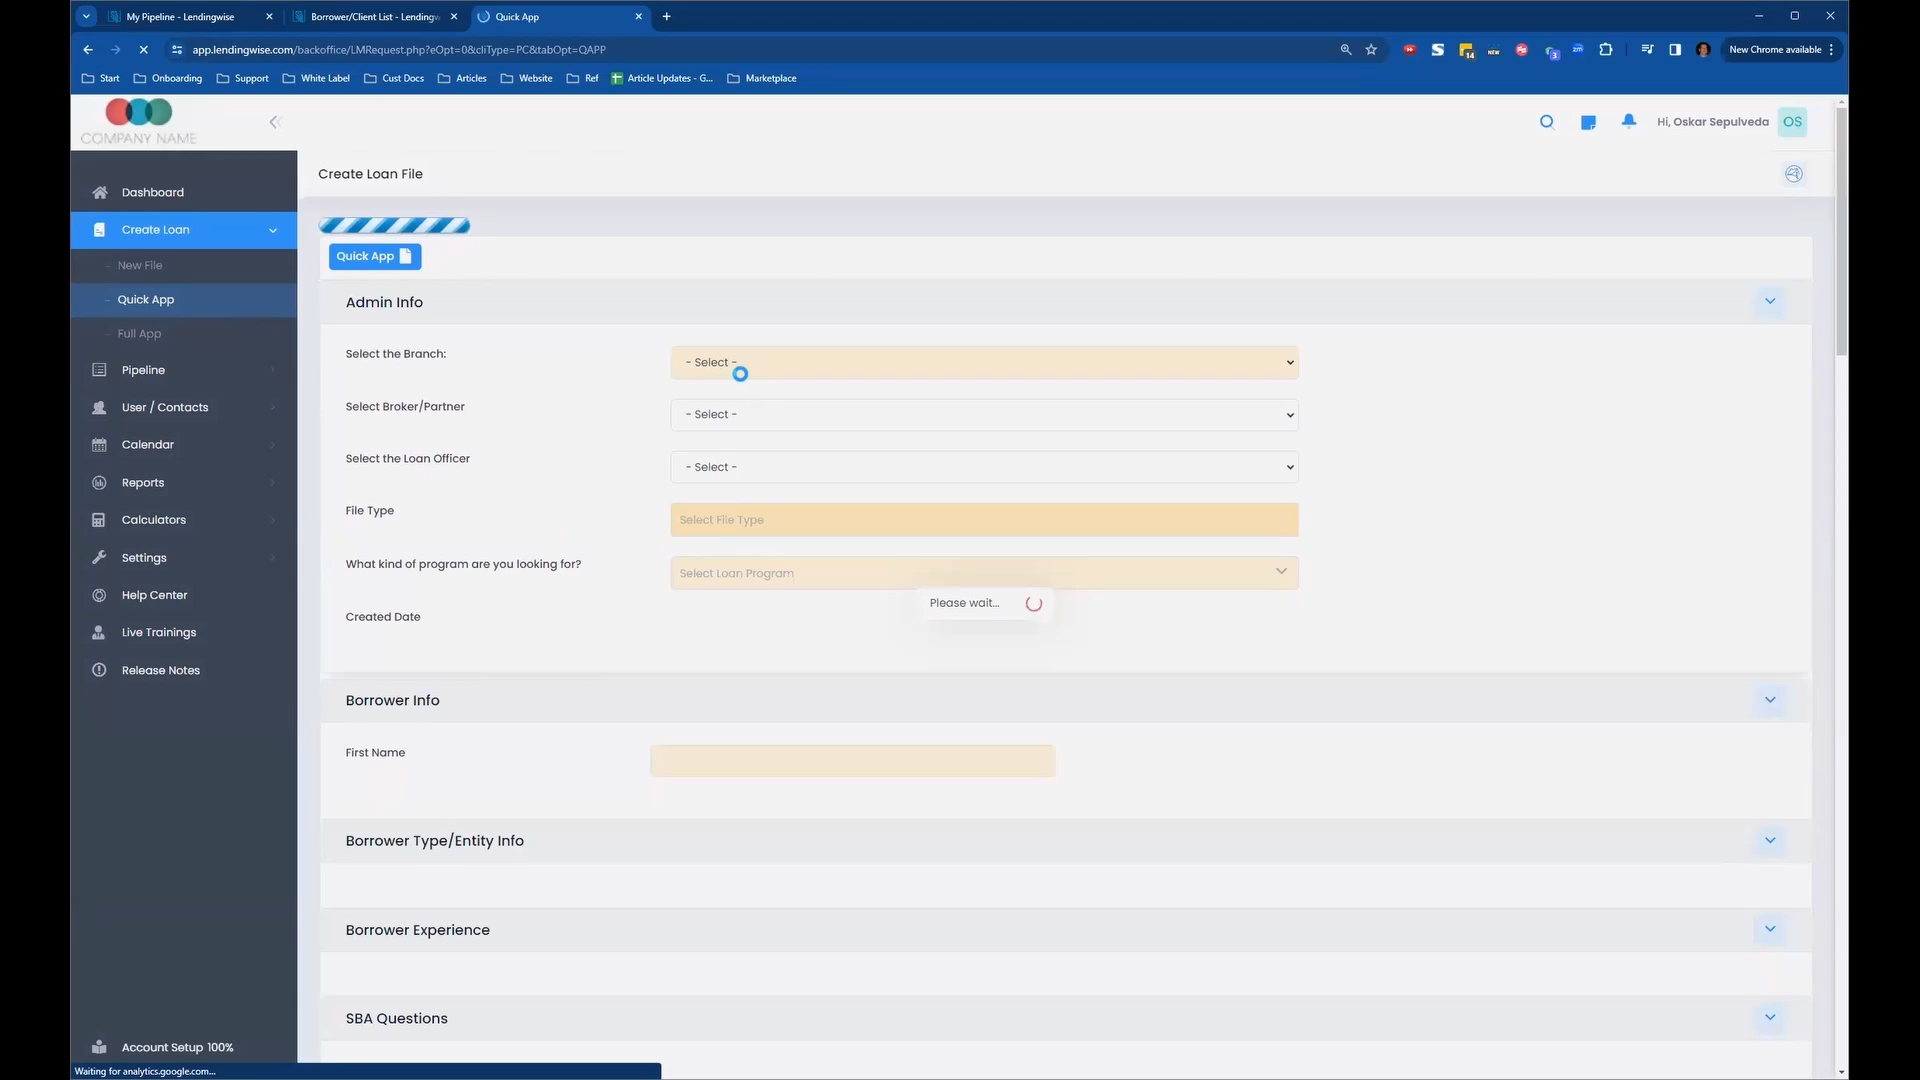 My Pipeline - Lendingwise
Borrower/Client List - Lendingw
Quick App
app.lendingwise.com/backoffice/LMRequest.php?eOpt=0&cliType=PC&tabOpt=QAPP
14
NEW
3
New Chrome available
Start
Onboarding
Support
White Label
Cust Docs
Articles
Website
Ref
Article Updates - G...
Marketplace
COMPANY NAME
Hi, Oskar Sepulveda
OS
Create Loan File
Dashboard
Create Loan
New File
Quick App
Full App
Pipeline
User / Contacts
Calendar
Reports
Calculators
Settings
Help Center
Live Trainings
Release Notes
Account Setup 100%
Quick App
Admin Info
Select the Branch:
- Select -
Select Broker/Partner
- Select -
Select the Loan Officer
- Select -
File Type
Select File Type
What kind of program are you looking for?
Select Loan Program
Please wait...
Created Date
Borrower Info
First Name
Borrower Type/Entity Info
Borrower Experience
SBA Questions
Waiting for analytics.google.com...